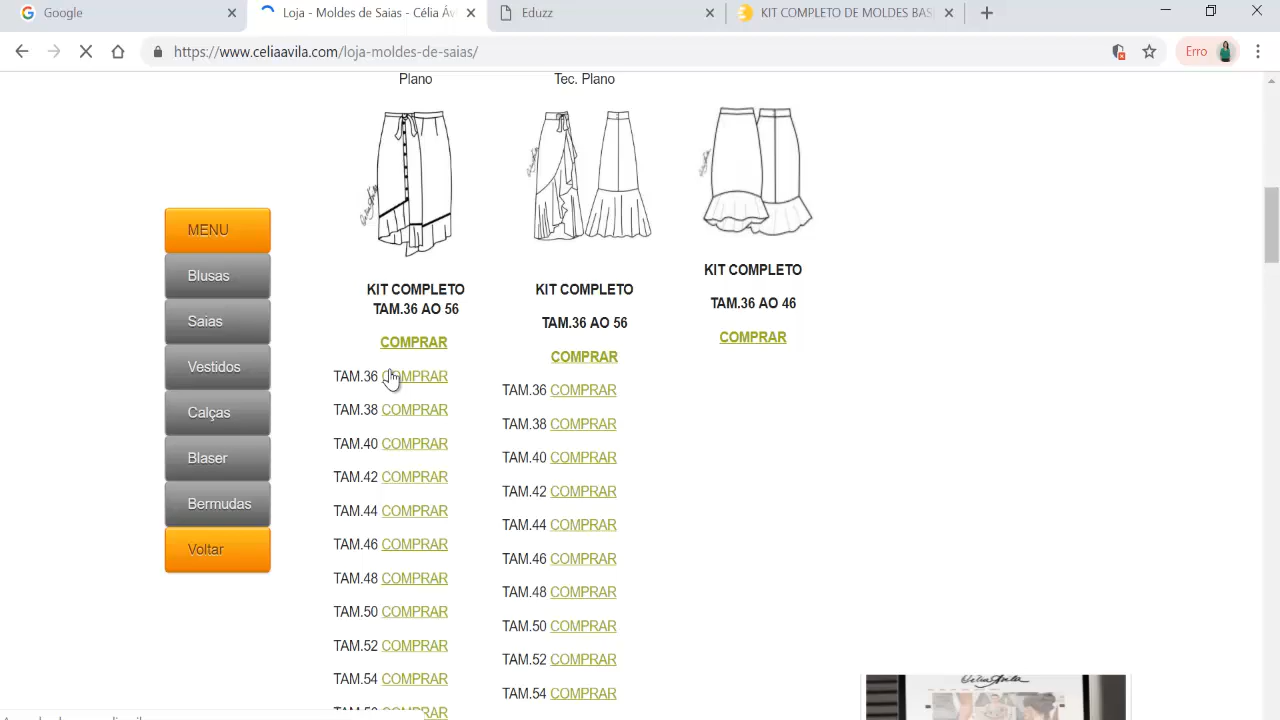 Google
Loja - Moldes de Saias - Célia Áv
Eduzz
KIT COMPLETO DE MOLDES BAS
https://www.celiaavila.com/loja-moldes-de-saias/
Erro
MENU
Blusas
Saias
Vestidos
Calças
Blaser
Bermudas
Voltar
Plano
KIT COMPLETO
TAM.36 AO 56
COMPRAR
TAM.36 COMPRAR
TAM.38 COMPRAR
TAM.40 COMPRAR
TAM.42 COMPRAR
TAM.44 COMPRAR
TAM.46 COMPRAR
TAM.48 COMPRAR
TAM.50 COMPRAR
TAM.52 COMPRAR
TAM.54 COMPRAR
COMPRAR
Tec. Plano
KIT COMPLETO
TAM.36 AO 56
COMPRAR
TAM.36 COMPRAR
TAM.38 COMPRAR
TAM.40 COMPRAR
TAM.42 COMPRAR
TAM.44 COMPRAR
TAM.46 COMPRAR
TAM.48 COMPRAR
TAM.50 COMPRAR
TAM.52 COMPRAR
TAM.54 COMPRAR
KIT COMPLETO
TAM.36 AO 46
COMPRAR
Célia Ávila